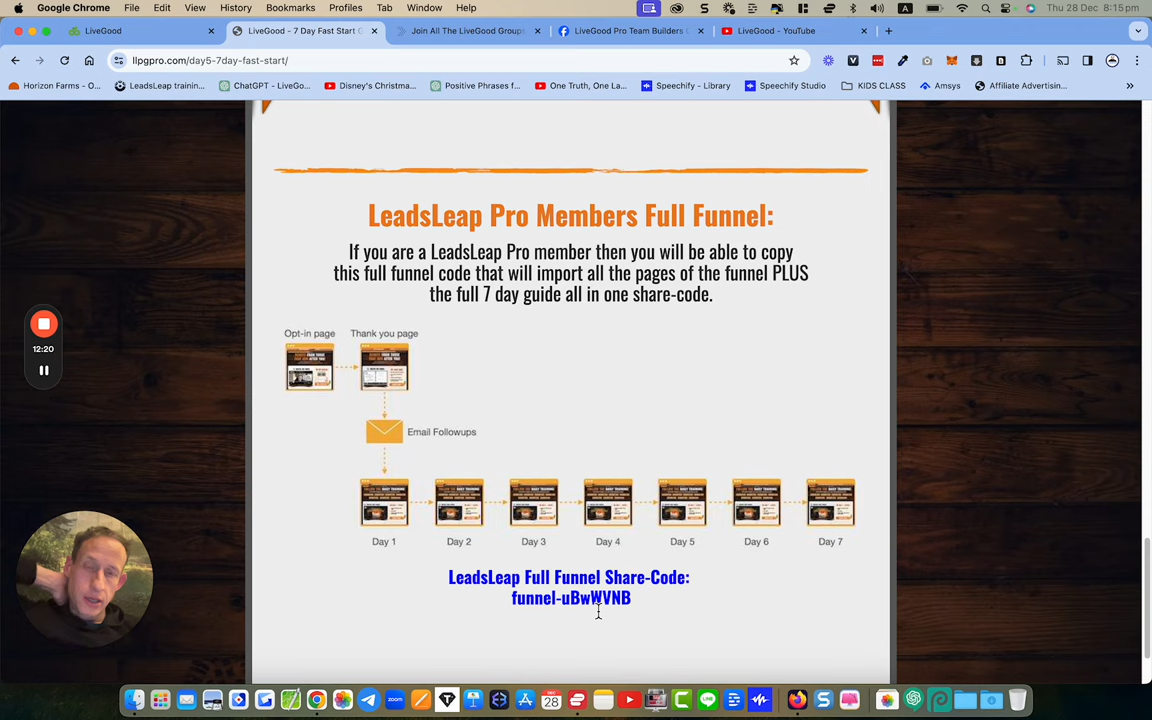 Google Chrome File Edit View History Bookmarks Profiles Tab Window Help
A Thu 28 Dec 8:15pm
LiveGood
LiveGood - 7 Day Fast Start C
Join All The LiveGood Groups
LiveGood Pro Team Builders
LiveGood - YouTube
llpgpro.com/day5-7day-fast-start/
Horizon Farms - O...
LeadsLeap trainin...
ChatGPT - LiveGo...
Disney's Christma...
Positive Phrases f...
One Truth, One La...
Speechify - Library
Speechify Studio
KIDS CLASS
Amsys
Affiliate Advertisin...
LeadsLeap Pro Members Full Funnel:
If you are a LeadsLeap Pro member then you will be able to copy
this full funnel code that will import all the pages of the funnel PLUS
the full 7 day guide all in one share-code.
Opt-in page
Thank you page
12:20
Email Followups
Day 1
Day 2
Day 3
Day 4
Day 5
Day 6
Day 7
LeadsLeap Full Funnel Share-Code:
funnel-uBwWVNB
zoom
DEC
28